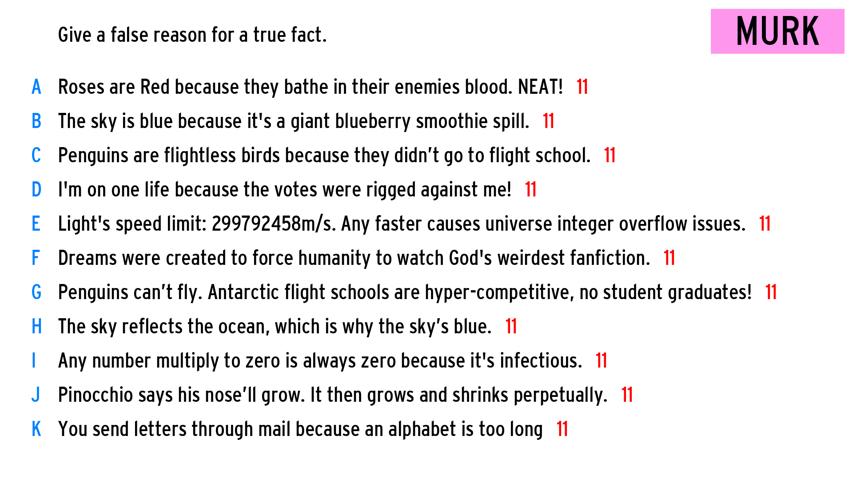 Give a false reason for a true fact.
MURK
A Roses are Red because they bathe in their enemies blood. NEAT! 11
B The sky is blue because it's a giant blueberry smoothie spill. 11
C Penguins are flightless birds because they didn’t go to flight school. 11
D I'm on one life because the votes were rigged against me! 11
E Light's speed limit: 299792458m/s. Any faster causes universe integer overflow issues. 11
F Dreams were created to force humanity to watch God's weirdest fanfiction. 11
G Penguins can’t fly. Antarctic flight schools are hyper-competitive, no student graduates! 11
H The sky reflects the ocean, which is why the sky’s blue. 11
I Any number multiply to zero is always zero because it's infectious. 11
J Pinocchio says his nose’ll grow. It then grows and shrinks perpetually. 11
K You send letters through mail because an alphabet is too long 11